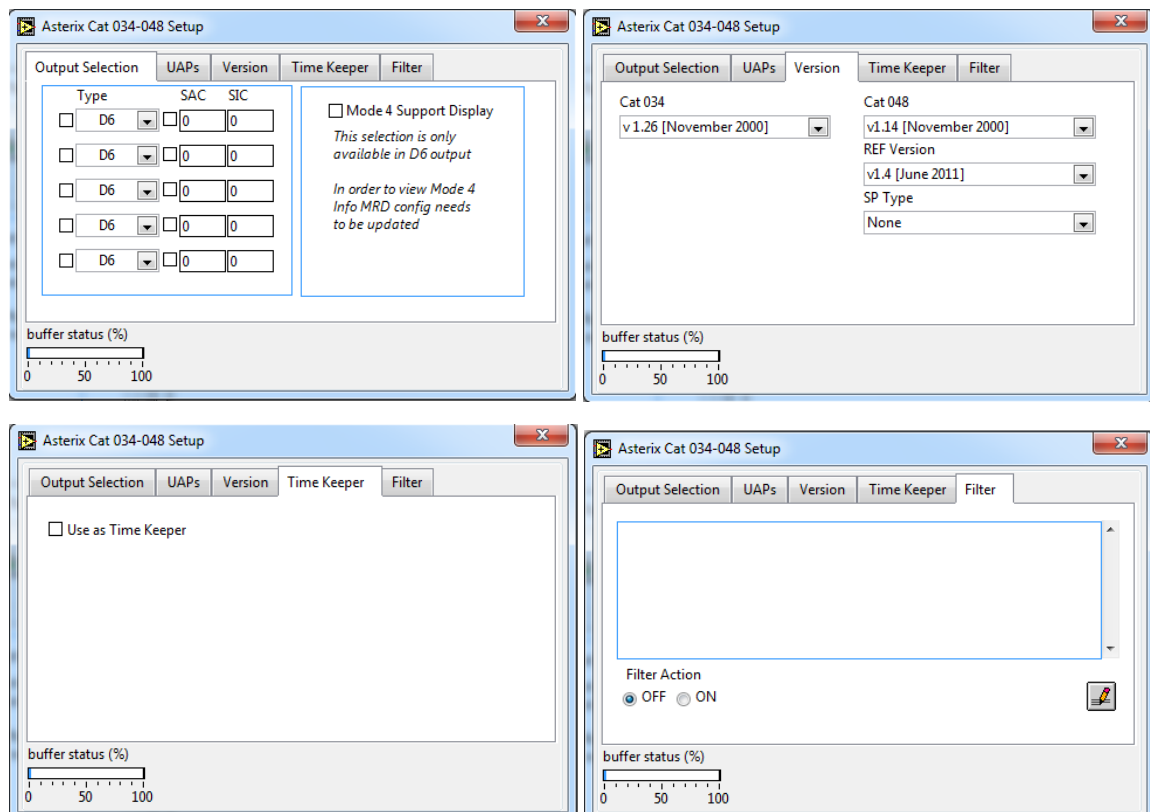 Asterix Cat 034-048 Setup
Output Selection UAPs Version Time Keeper Filter
Type SAC SIC
D6 0 0
D6 0 0
D6 0 0
D6 0 0
D6 0 0
Mode 4 Support Display
This selection is only
available in D6 output
In order to view Mode 4
Info MRD config needs
to be updated
buffer status (%)
0 50 100
Asterix Cat 034-048 Setup
Output Selection UAPs Version Time Keeper Filter
Cat 034
v 1.26 [November 2000]
Cat 048
v1.14 [November 2000]
REF Version
v1.4 [June 2011]
SP Type
None
buffer status (%)
0 50 100
Asterix Cat 034-048 Setup
Output Selection UAPs Version Time Keeper Filter
Use as Time Keeper
buffer status (%)
0 50 100
Asterix Cat 034-048 Setup
Output Selection UAPs Version Time Keeper Filter
Filter Action
OFF ON
buffer status (%)
0 50 100